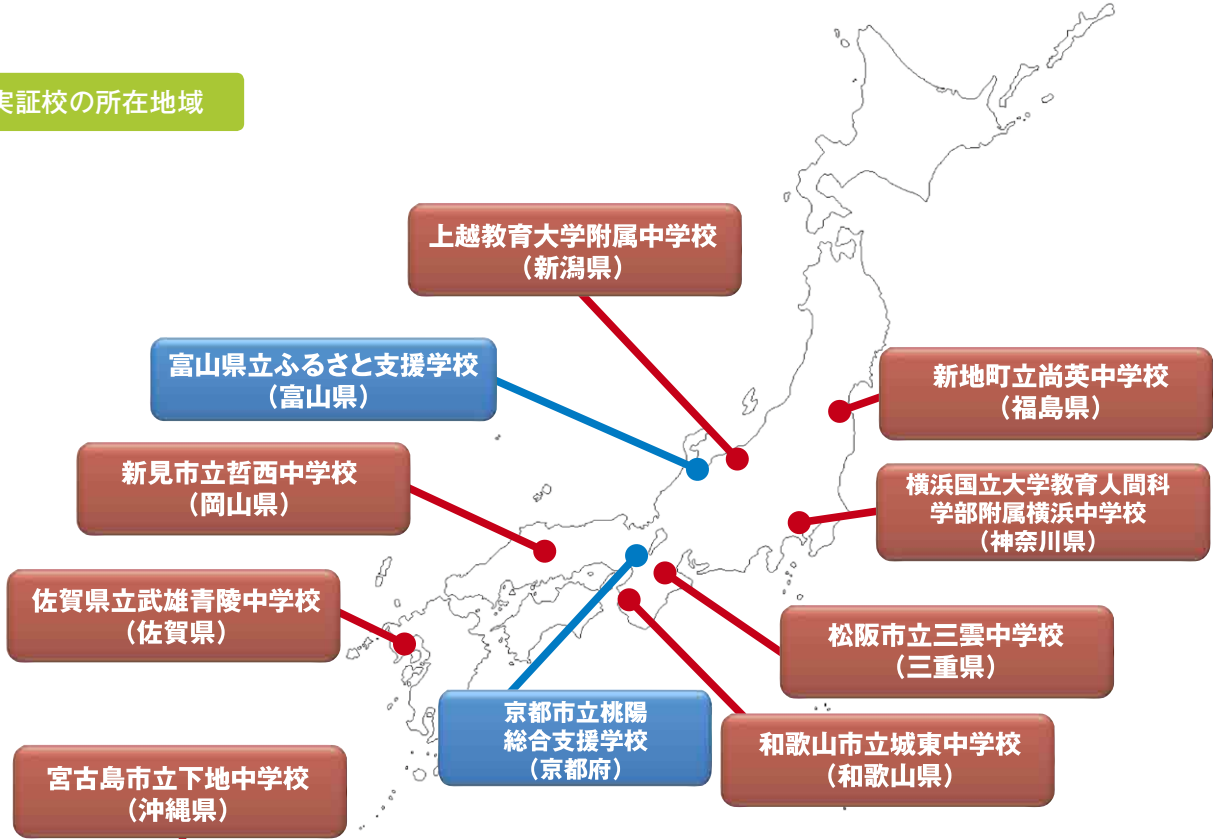 実証校の所在地域
上越教育大学附属中学校
（新潟県）
富山県立ふるさと支援学校
（富山県）
新地町立尚英中学校
（福島県）
新見市立哲西中学校
（岡山県）
横浜国立大学教育人間科
学部附属横浜中学校
（神奈川県）
佐賀県立武雄青陵中学校
（佐賀県）
松阪市立三雲中学校
（三重県）
京都市立桃陽
総合支援学校
（京都府）
和歌山市立城東中学校
（和歌山県）
宮古島市立下地中学校
（沖縄県）